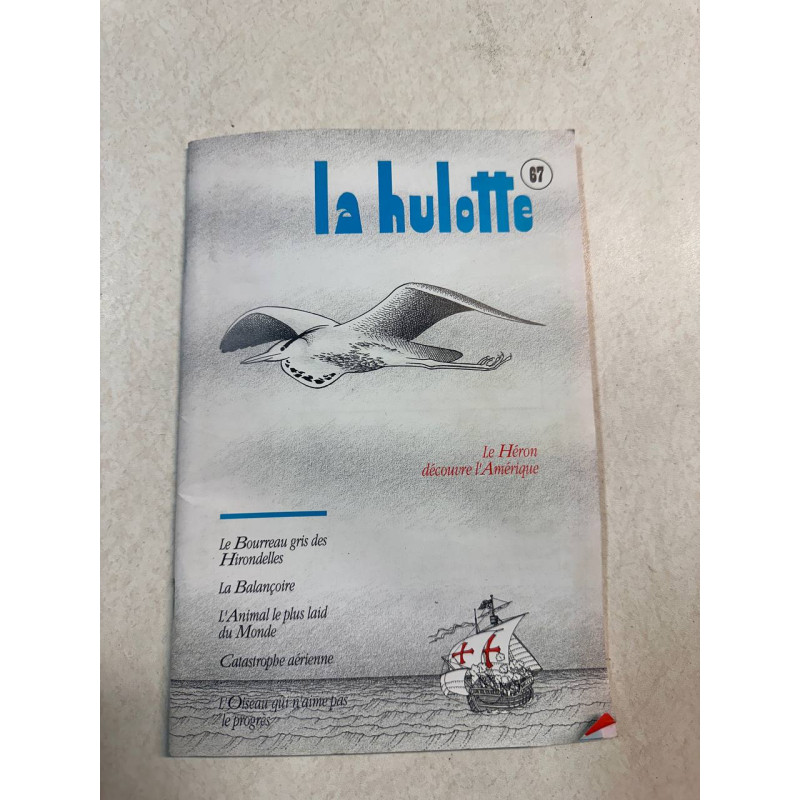 la hulotte
67
Le Héron
découvre l'Amérique
Le Bourreau gris des
Hirondelles
La Balançoire
L'Animal le plus laid
du Monde
Catastrophe aérienne
L'Oiseau qui n'aime pas
le progrès